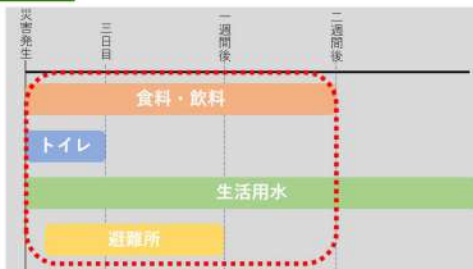 災害発生
三日目
一週間後
二週間後
食料・飲料
トイレ
生活用水
避難所